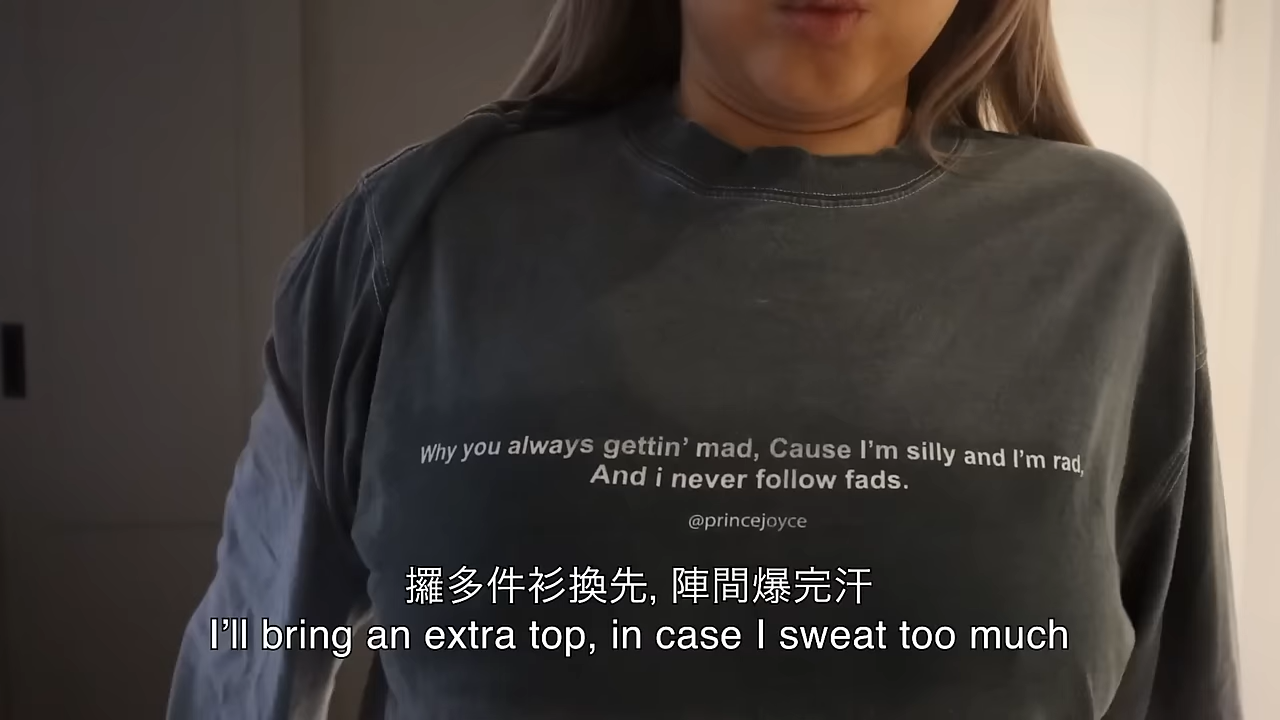 Why you always gettin' mad, Cause I'm silly and I'm rad,
And i never follow fads.
@princejoyce
攞多件衫換先, 陣間爆完汗
I'll bring an extra top, in case I sweat too much